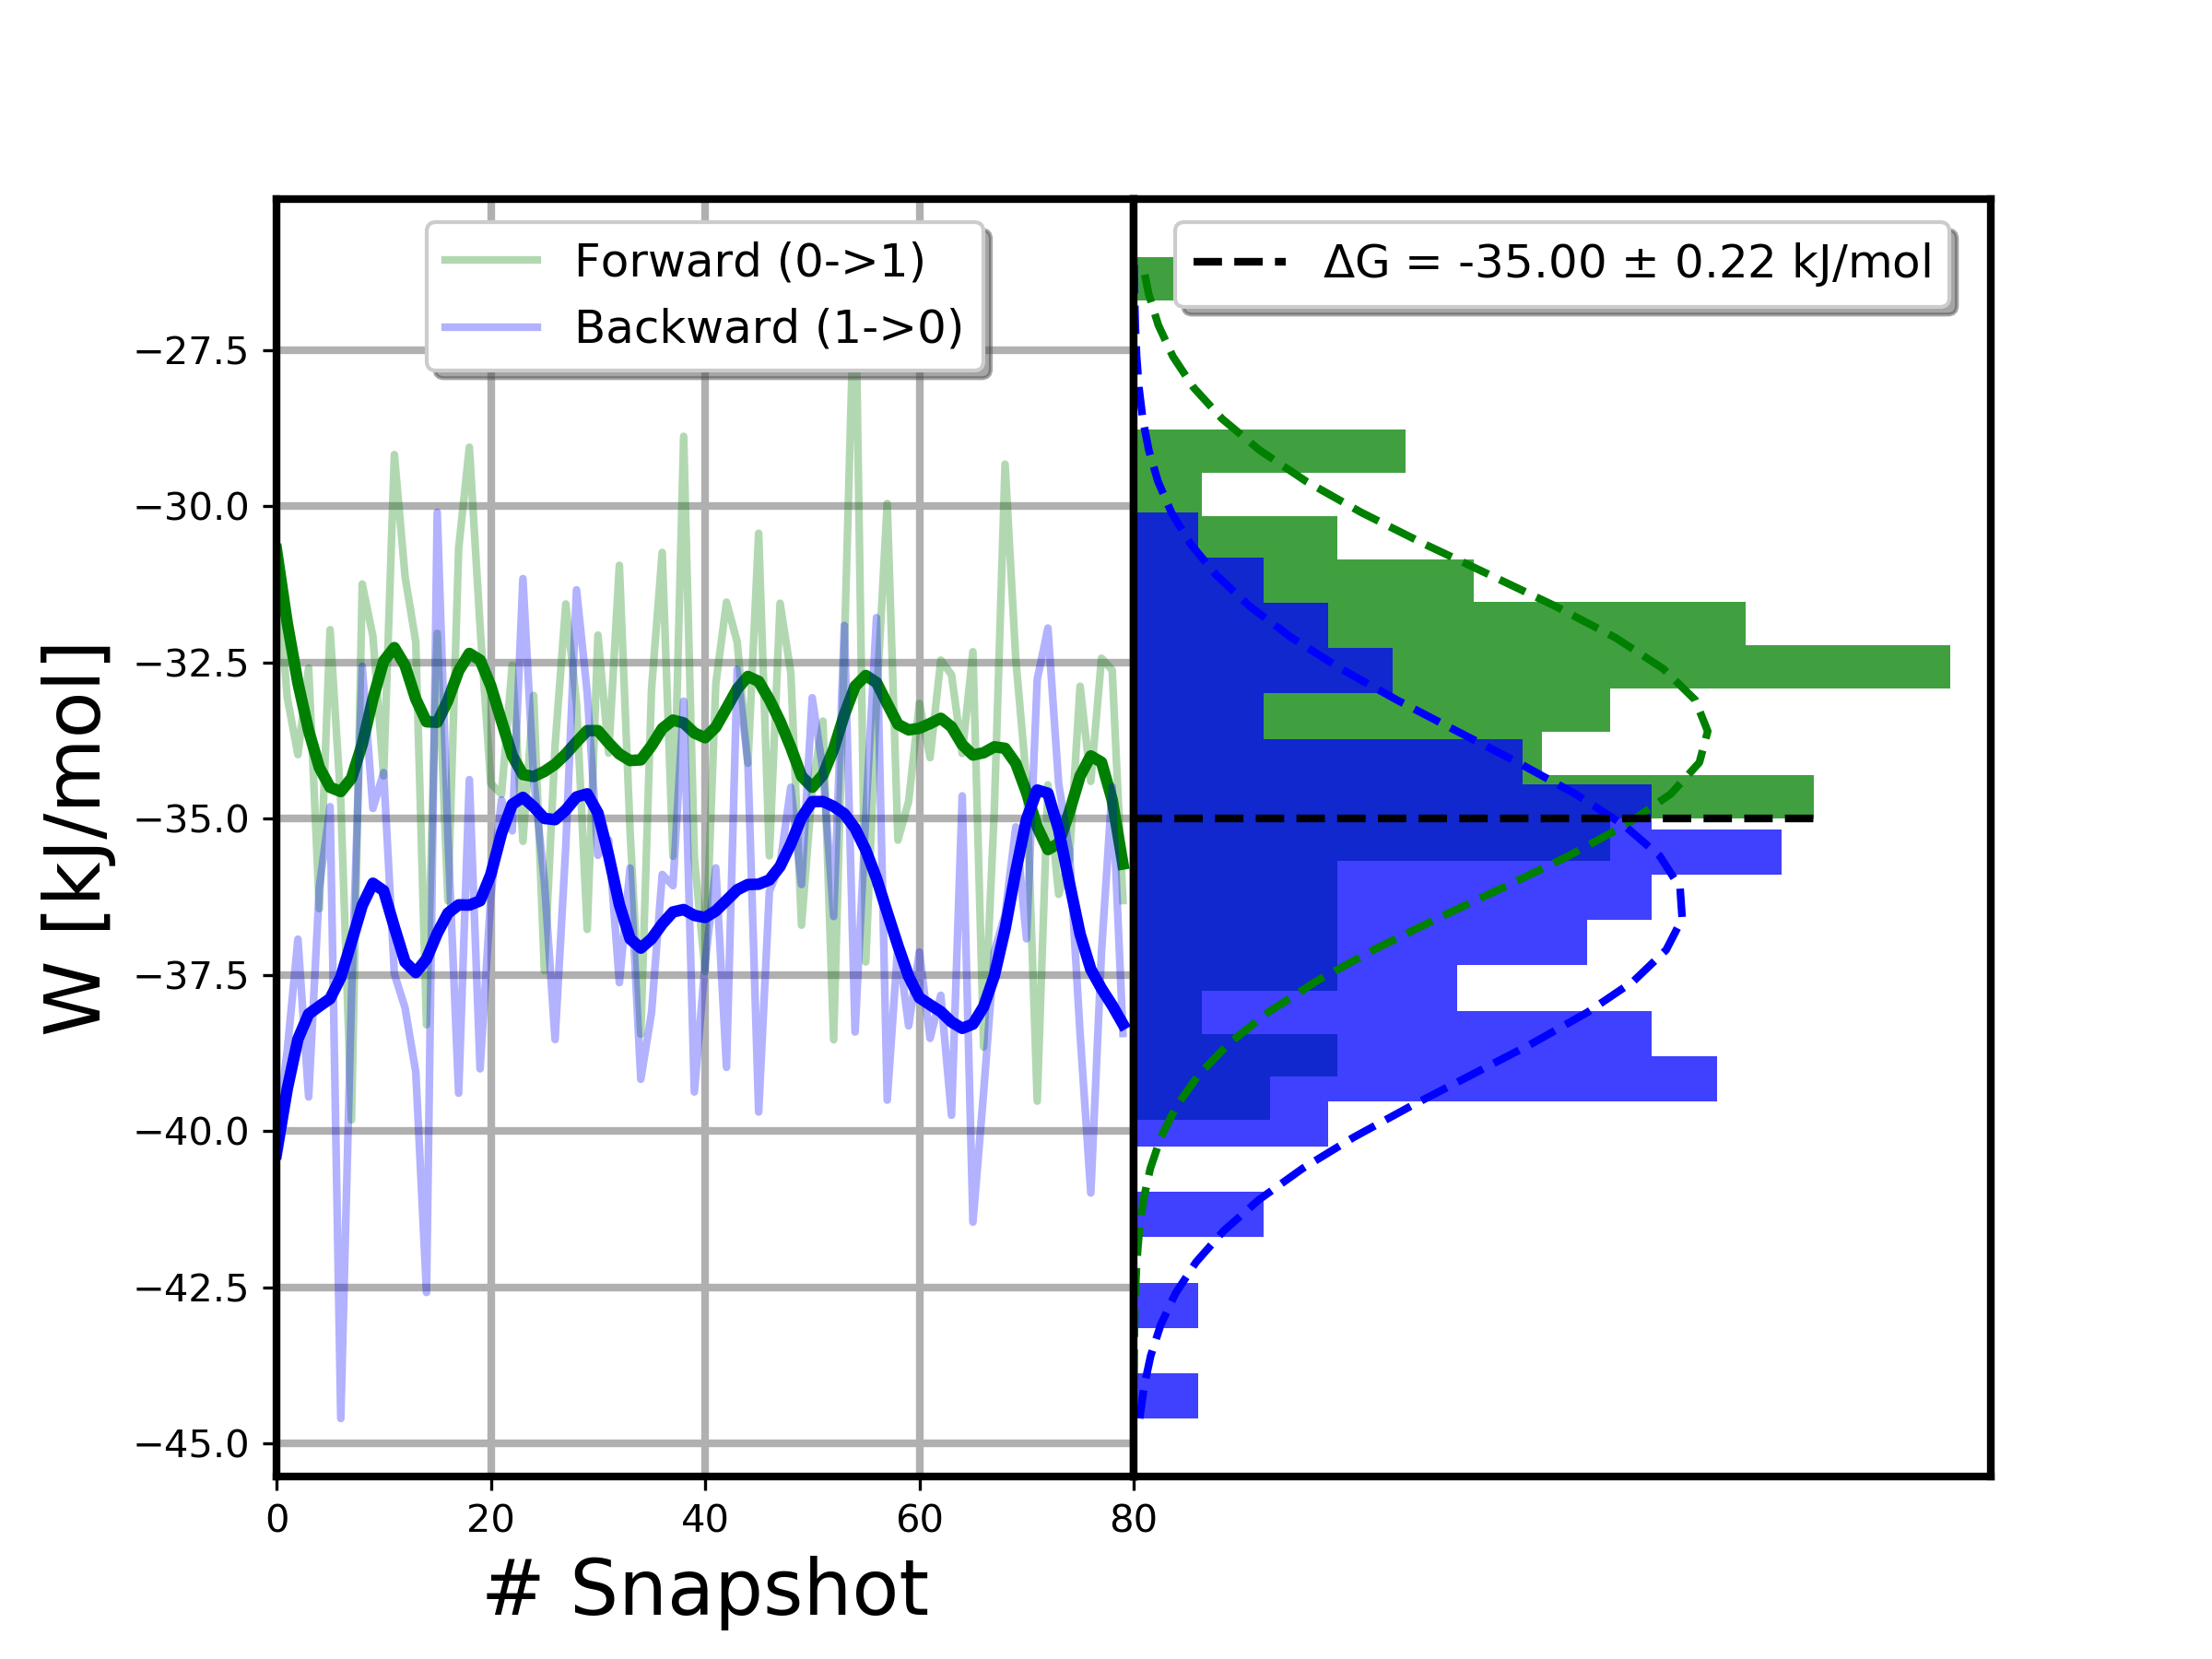 Forward (0->1)
Backward (1->0)
ΔG = -35.00 ± 0.22 kJ/mol
−27.5
−30.0
−32.5
−35.0
−37.5
−40.0
−42.5
−45.0
W [kJ/mol]
0 20 40 60 80
# Snapshot